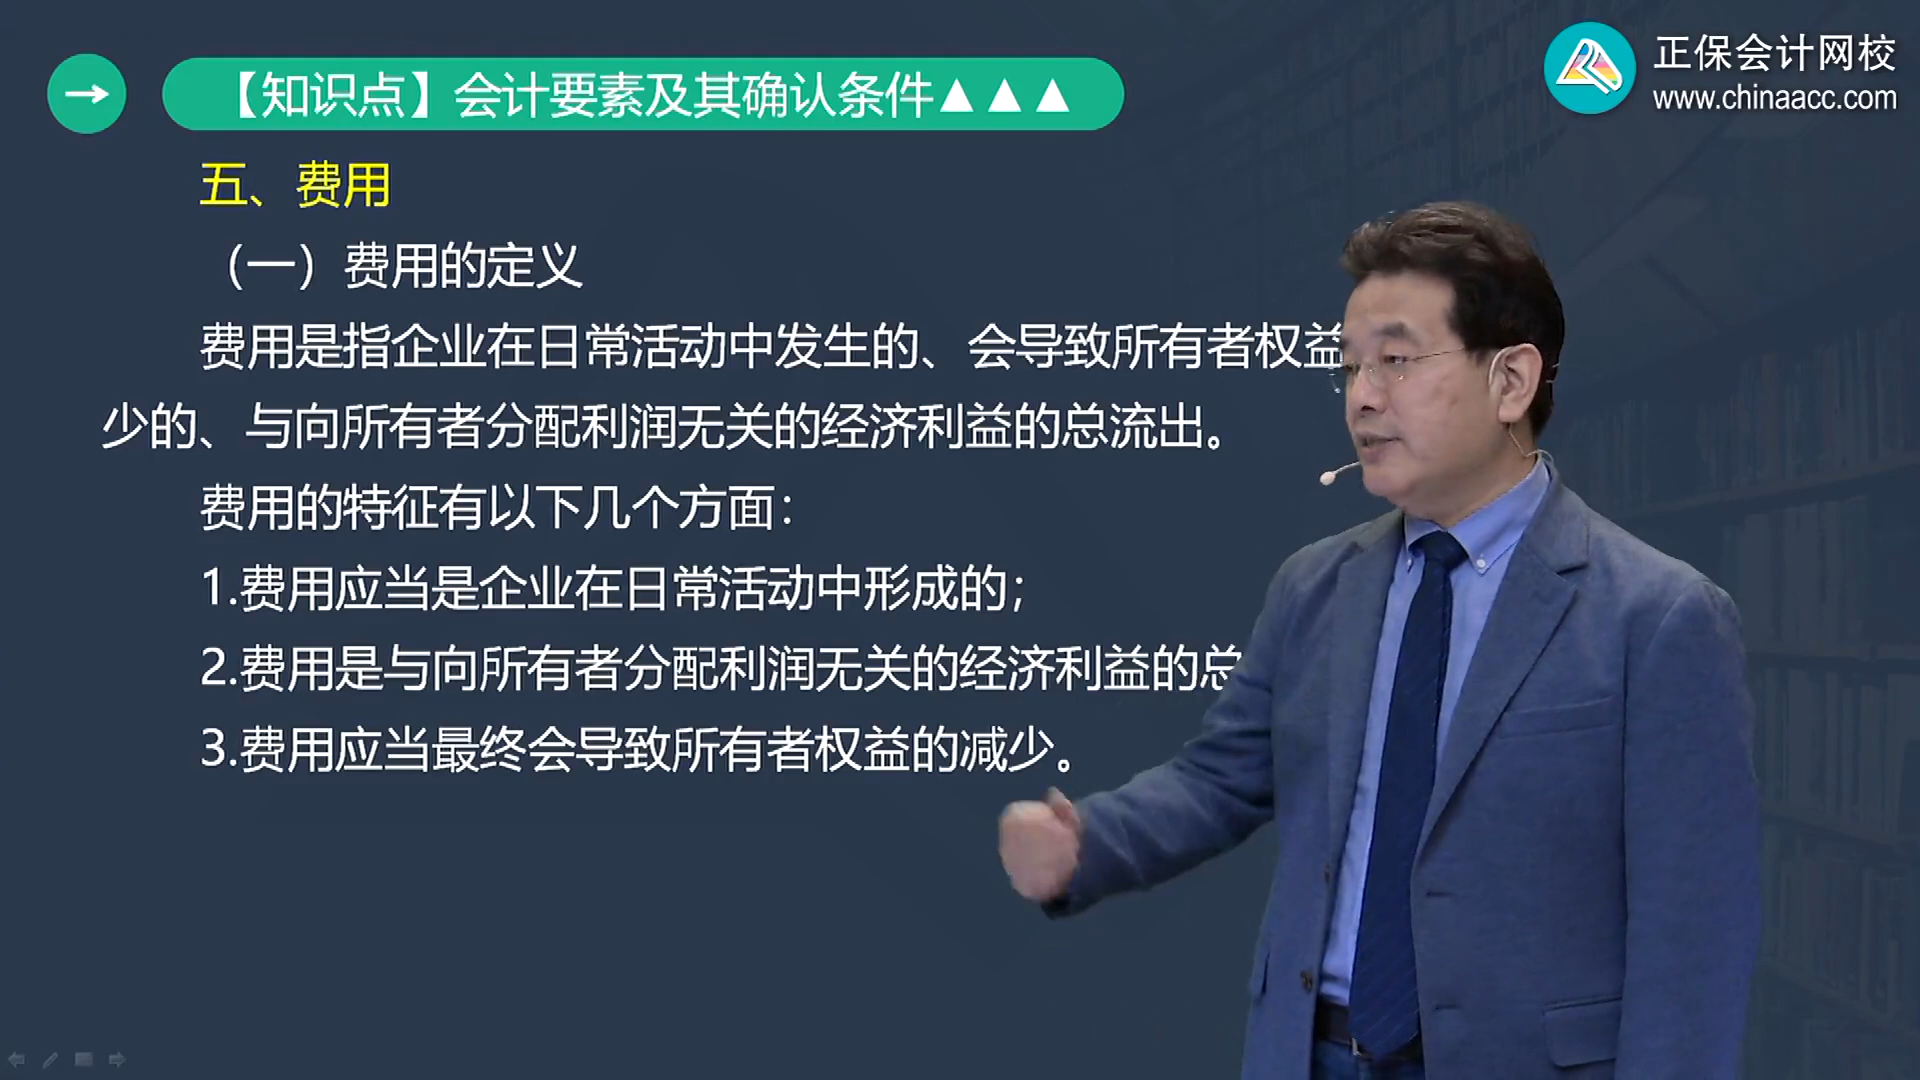 【知识点】会计要素及其确认条件▲▲▲
正保会计网校
www.chinaacc.com
五、费用
（一）费用的定义
费用是指企业在日常活动中发生的、会导致所有者权益
少的、与向所有者分配利润无关的经济利益的总流出。
费用的特征有以下几个方面：
1.费用应当是企业在日常活动中形成的；
2.费用是与向所有者分配利润无关的经济利益的总
3.费用应当最终会导致所有者权益的减少。